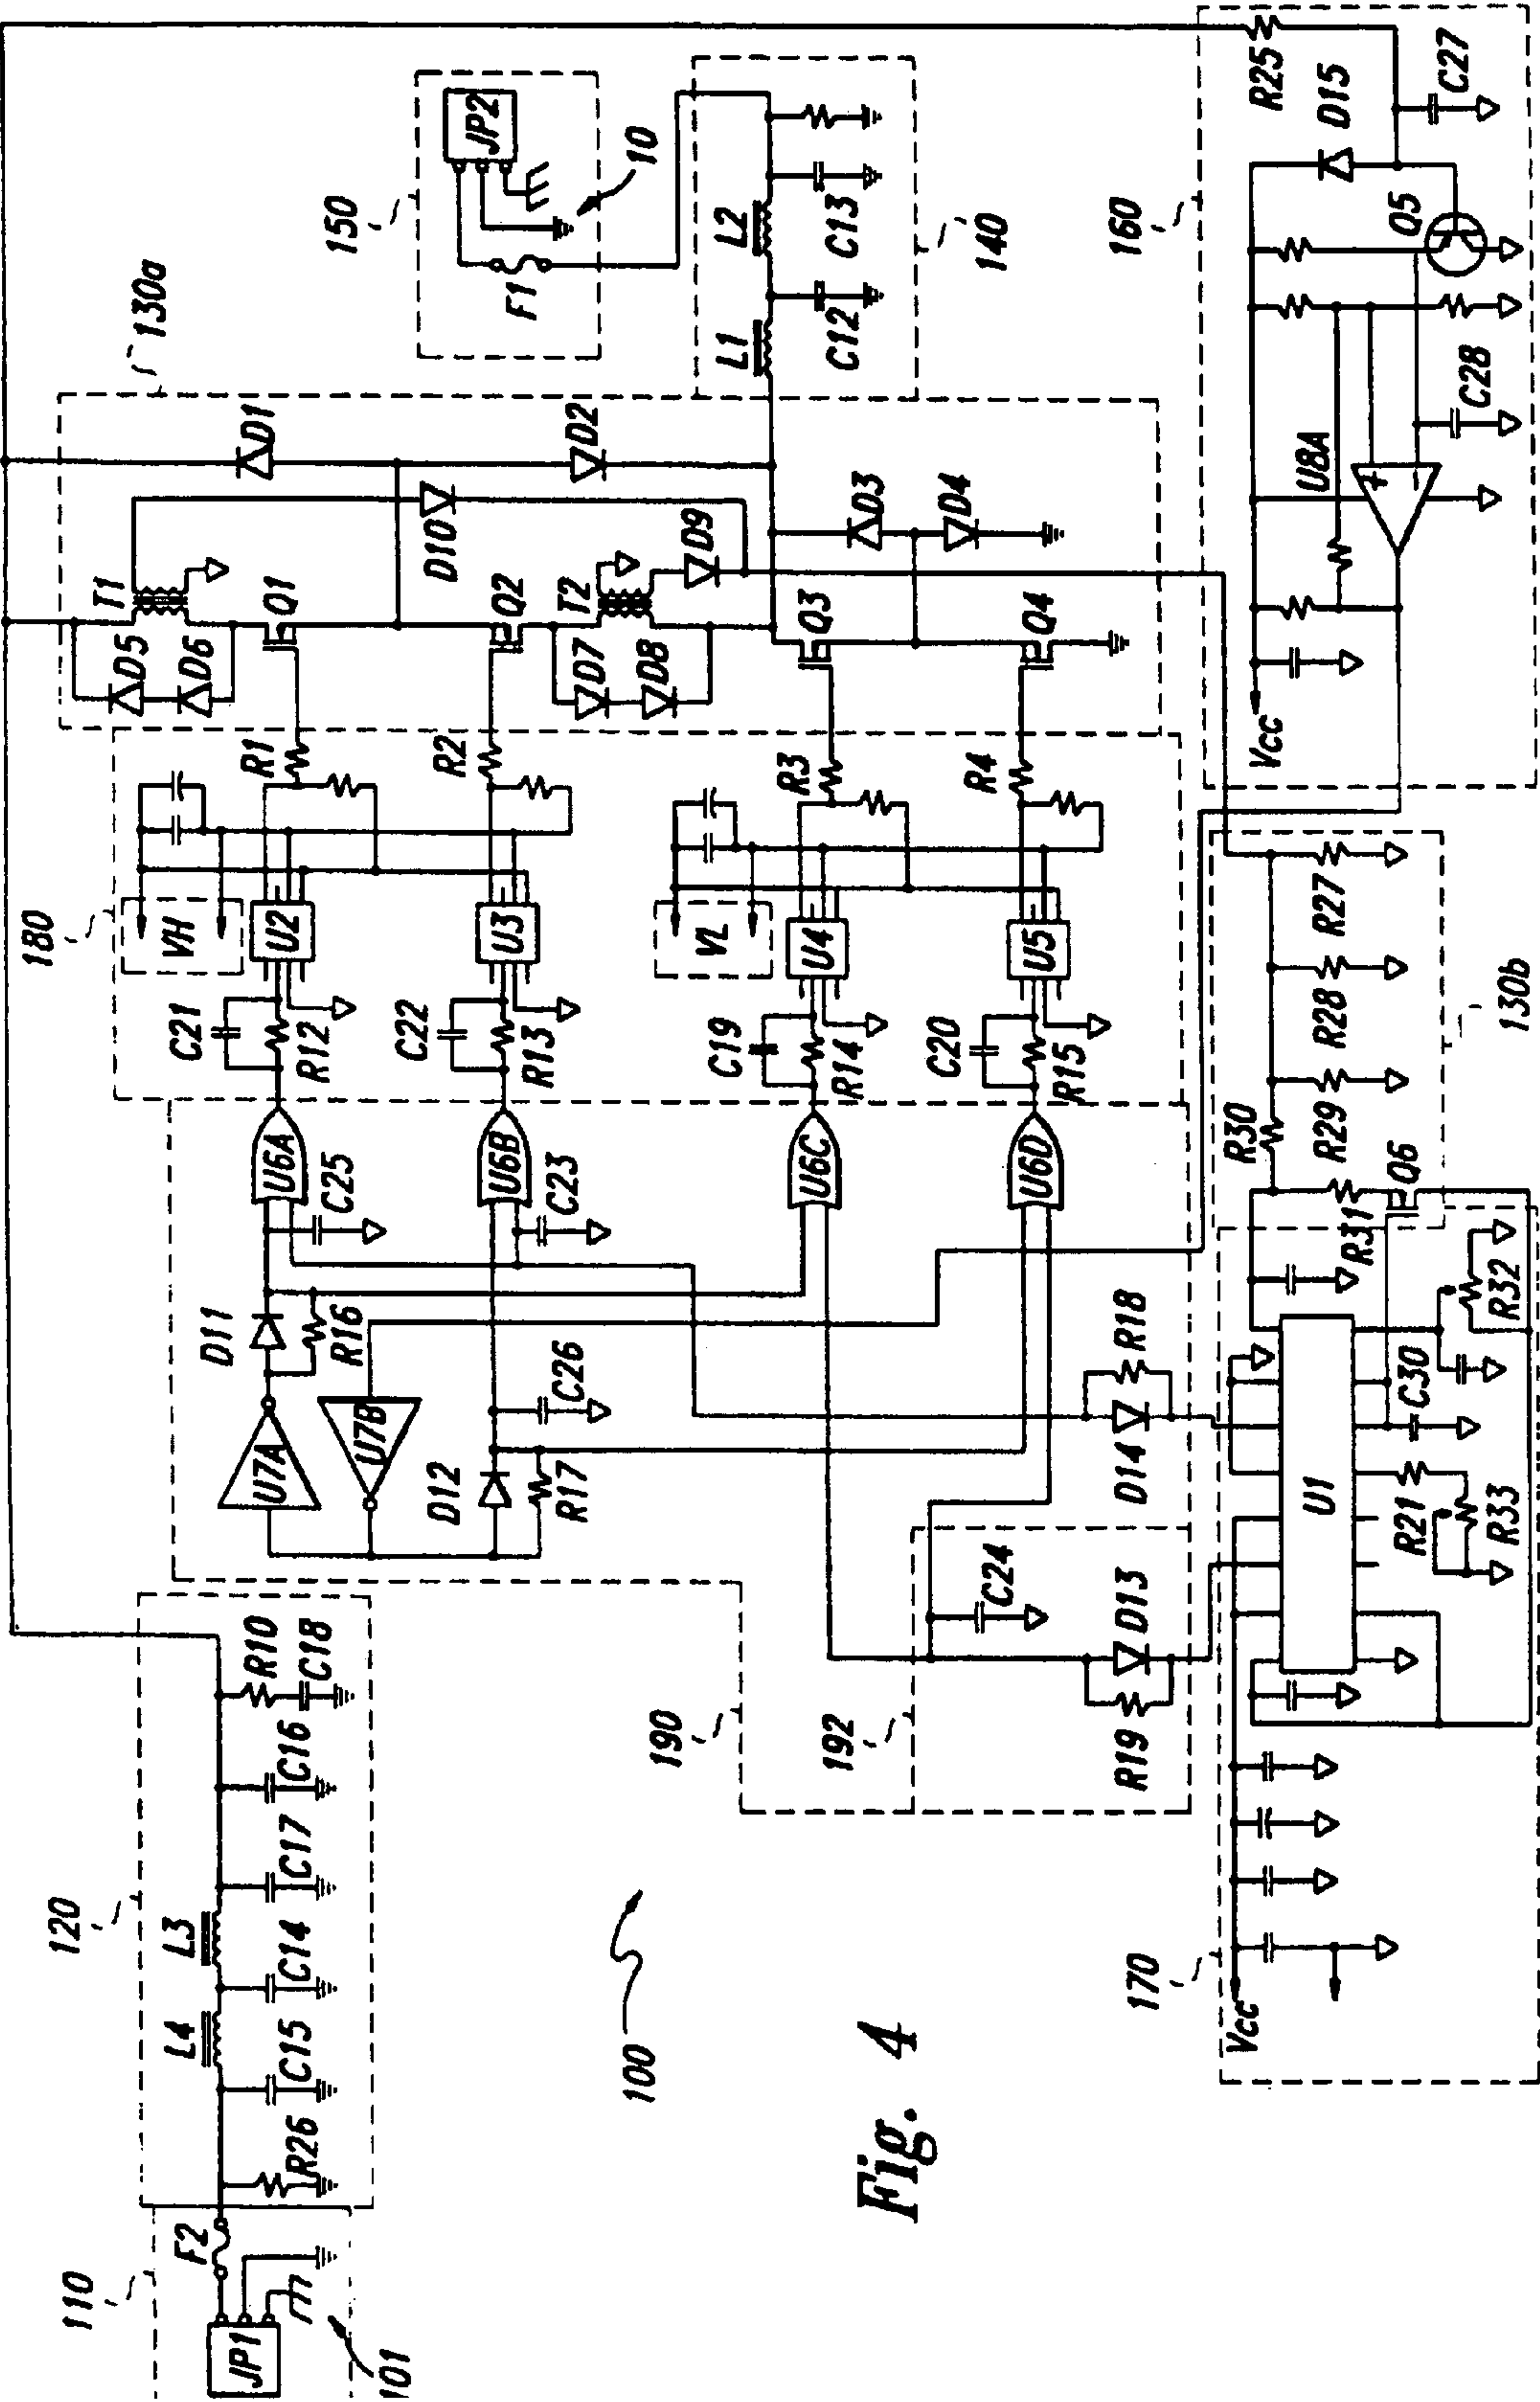 R25
D15
C27
160
Q5
U8A
C28
Vcc
150
JP2
10
F1
140
L2
C13
L1
C12
130a
D1
D2
D10
T1
D5
D6
Q1
Q2
T2
D9
D7
D8
D3
D4
Q3
Q4
180
R1
R2
R3
R4
VH
U2
U3
VL
U4
U5
C21
R12
C22
R13
C19
R14
C20
R15
U6A
C25
U6B
C23
U6C
U6D
D11
R16
U7A
U7B
D12
R17
C26
D14
R18
R27
R28
R29
R30
130b
Q6
R31
R32
C30
U1
R21
R33
190
192
C24
D13
R19
170
Vcc
120
R10
C18
C16
C17
L3
C14
L4
C15
R26
110
F2
JP1
101
100
Fig. 4